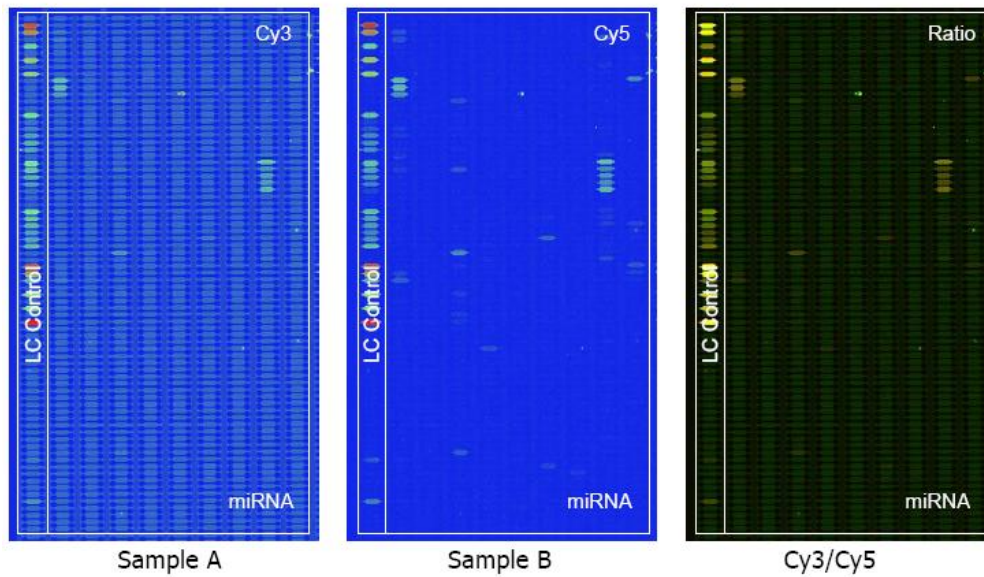 Cy3
LC Control
miRNA
Sample A
Cy5
LC Control
miRNA
Sample B
Ratio
LC Control
miRNA
Cy3/Cy5